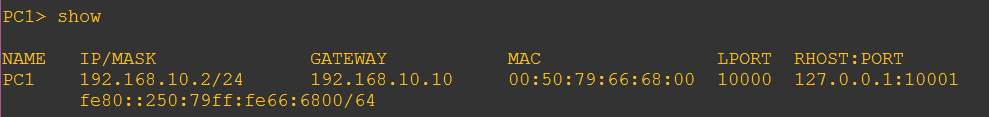 PC1> show
NAME   IP/MASK              GATEWAY           MAC                LPORT  RHOST:PORT
PC1    192.168.10.2/24      192.168.10.10     00:50:79:66:68:00  10000  127.0.0.1:10001
       fe80::250:79ff:fe66:6800/64